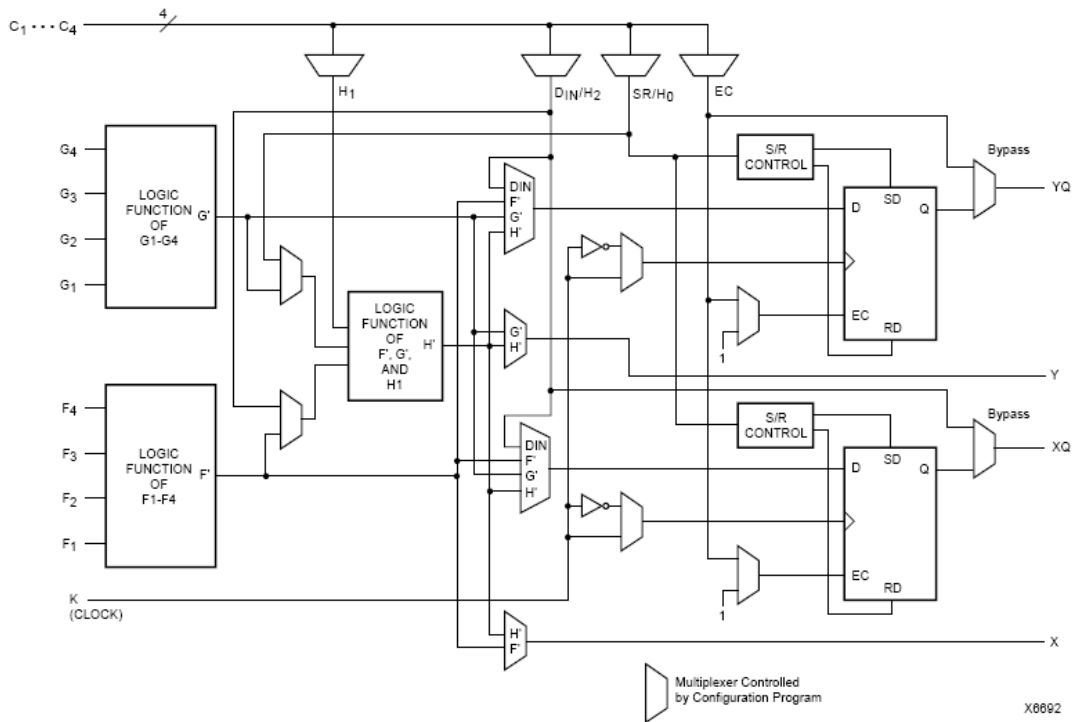 C1 ··· C4
4
H1
DIN/H2
SR/H0
EC
G4
G3
G2
G1
LOGIC
FUNCTION
OF
G1-G4
G'
DIN
F'
G'
H'
S/R
CONTROL
Bypass
D
SD
Q
YQ
EC
RD
1
LOGIC
FUNCTION
OF
F', G',
AND
H1
H'
G'
H'
Y
F4
F3
F2
F1
LOGIC
FUNCTION
OF
F1-F4
F'
DIN
F'
G'
H'
S/R
CONTROL
Bypass
D
SD
Q
XQ
EC
RD
1
K
(CLOCK)
H'
F'
X
Multiplexer Controlled
by Configuration Program
X6692